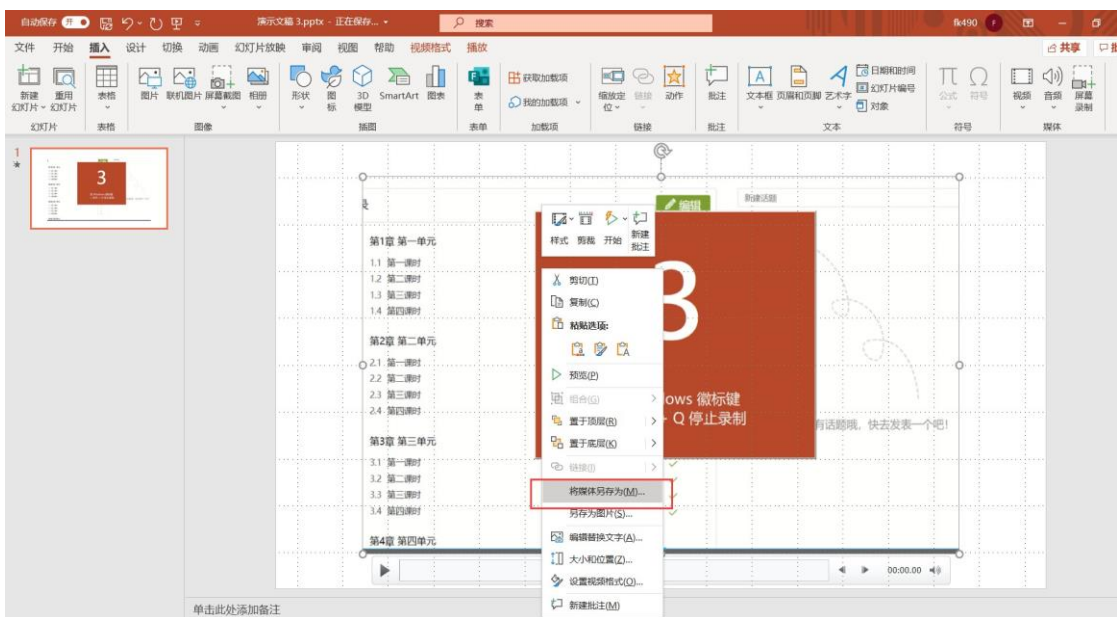 自动保存 开 演示文稿 3.pptx - 正在保存... 搜索 fk490
文件 开始 插入 设计 切换 动画 幻灯片放映 审阅 视图 帮助 视频格式 播放 共享 批
新建 幻灯片 重用 幻灯片 表格 图片 联机图片 屏幕截图 相册 形状 图标 3D 模型 SmartArt 图表 表单 获取加载项 我的加载项 缩放定位 链接 动作 批注 文本框 页眉和页脚 艺术字 日期和时间 幻灯片编号 对象 公式 符号 视频 音频 屏幕录制
幻灯片 表格 图像 插图 表单 加载项 链接 批注 文本 符号 媒体
1
3
录 编辑 新建话题
样式 剪裁 开始 新建批注
第1章 第一单元
1.1 第一课时
1.2 第二课时
1.3 第三课时
1.4 第四课时
第2章 第二单元
2.1 第一课时
2.2 第二课时
2.3 第三课时
2.4 第四课时
第3章 第三单元
3.1 第一课时
3.2 第二课时
3.3 第三课时
3.4 第四课时
第4章 第四单元
剪切(T)
复制(C)
粘贴选项:
预览(P)
组合(G)
置于顶层(R)
置于底层(K)
链接(I)
将媒体另存为(M)...
另存为图片(S)...
编辑替换文字(A)...
大小和位置(Z)...
设置视频格式(O)...
新建批注(M)
3
ows 徽标键
+ Q 停止录制
有话题哦，快去发表一个吧!
00:00.00
单击此处添加备注